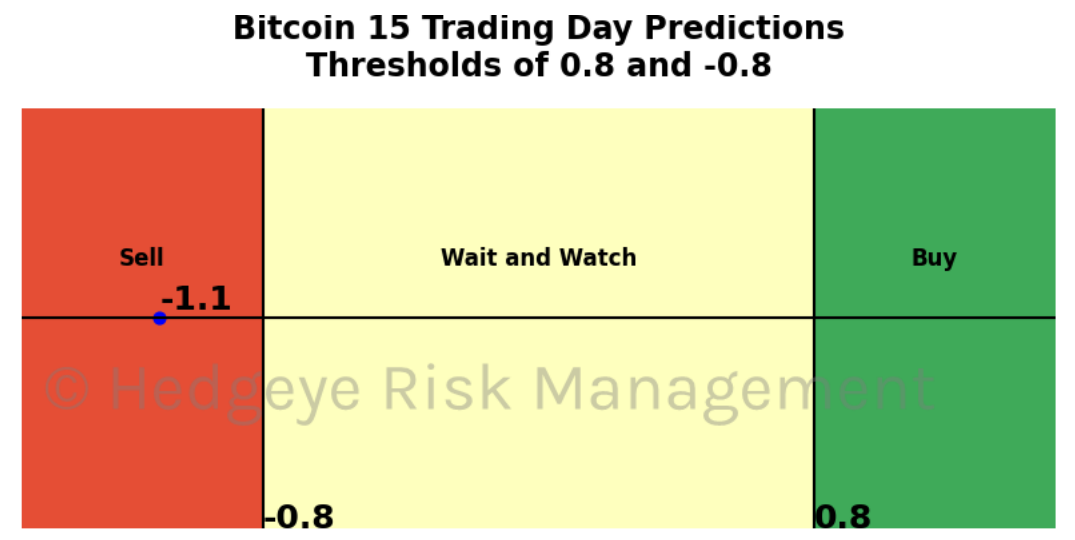 Bitcoin 15 Trading Day Predictions
Thresholds of 0.8 and -0.8
Sell
Wait and Watch
Buy
-1.1
© Hedgeye Risk Management
-0.8
0.8